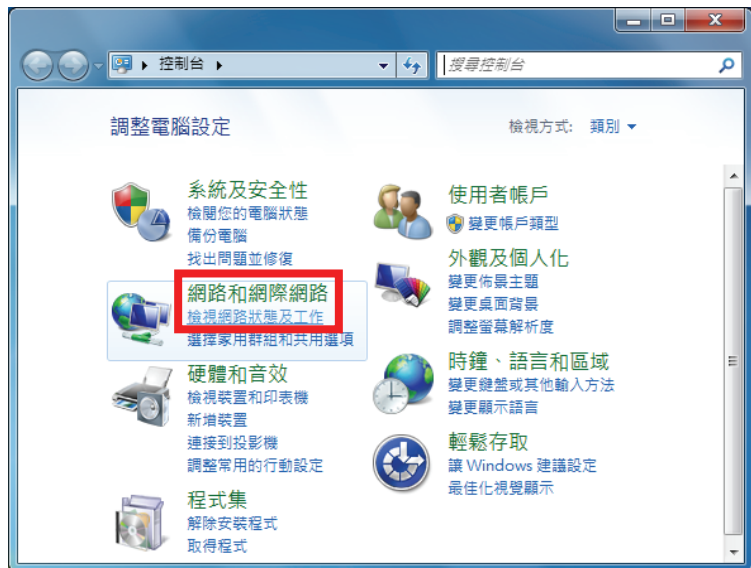 控制台
搜尋控制台
調整電腦設定
檢視方式: 類別
系統及安全性
檢閱您的電腦狀態
備份電腦
找出問題並修復
網路和網際網路
檢視網路狀態及工作
選擇家用群組和共用選項
硬體和音效
檢視裝置和印表機
新增裝置
連接到投影機
調整常用的行動設定
程式集
解除安裝程式
取得程式
使用者帳戶
變更帳戶類型
外觀及個人化
變更佈景主題
變更桌面背景
調整螢幕解析度
時鐘、語言和區域
變更鍵盤或其他輸入方法
變更顯示語言
輕鬆存取
讓 Windows 建議設定
最佳化視覺顯示